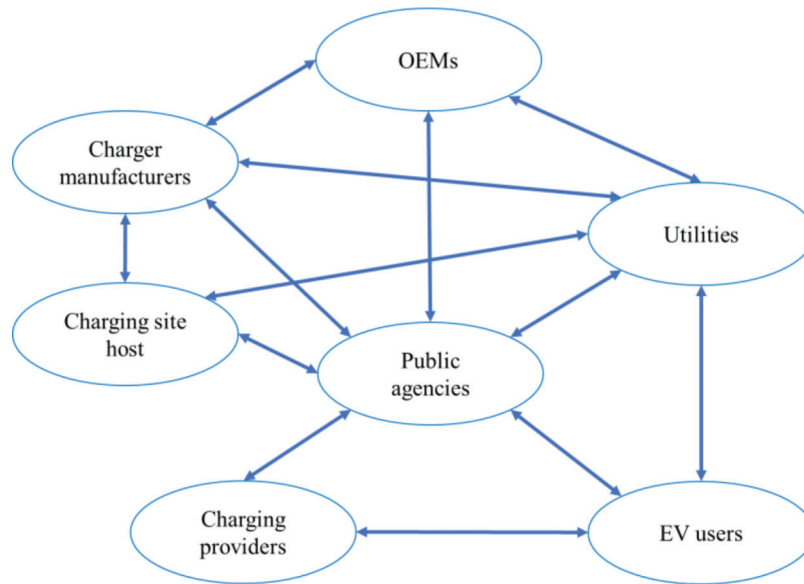 OEMs
Charger
manufacturers
Utilities
Charging site
host
Public
agencies
Charging
providers
EV users